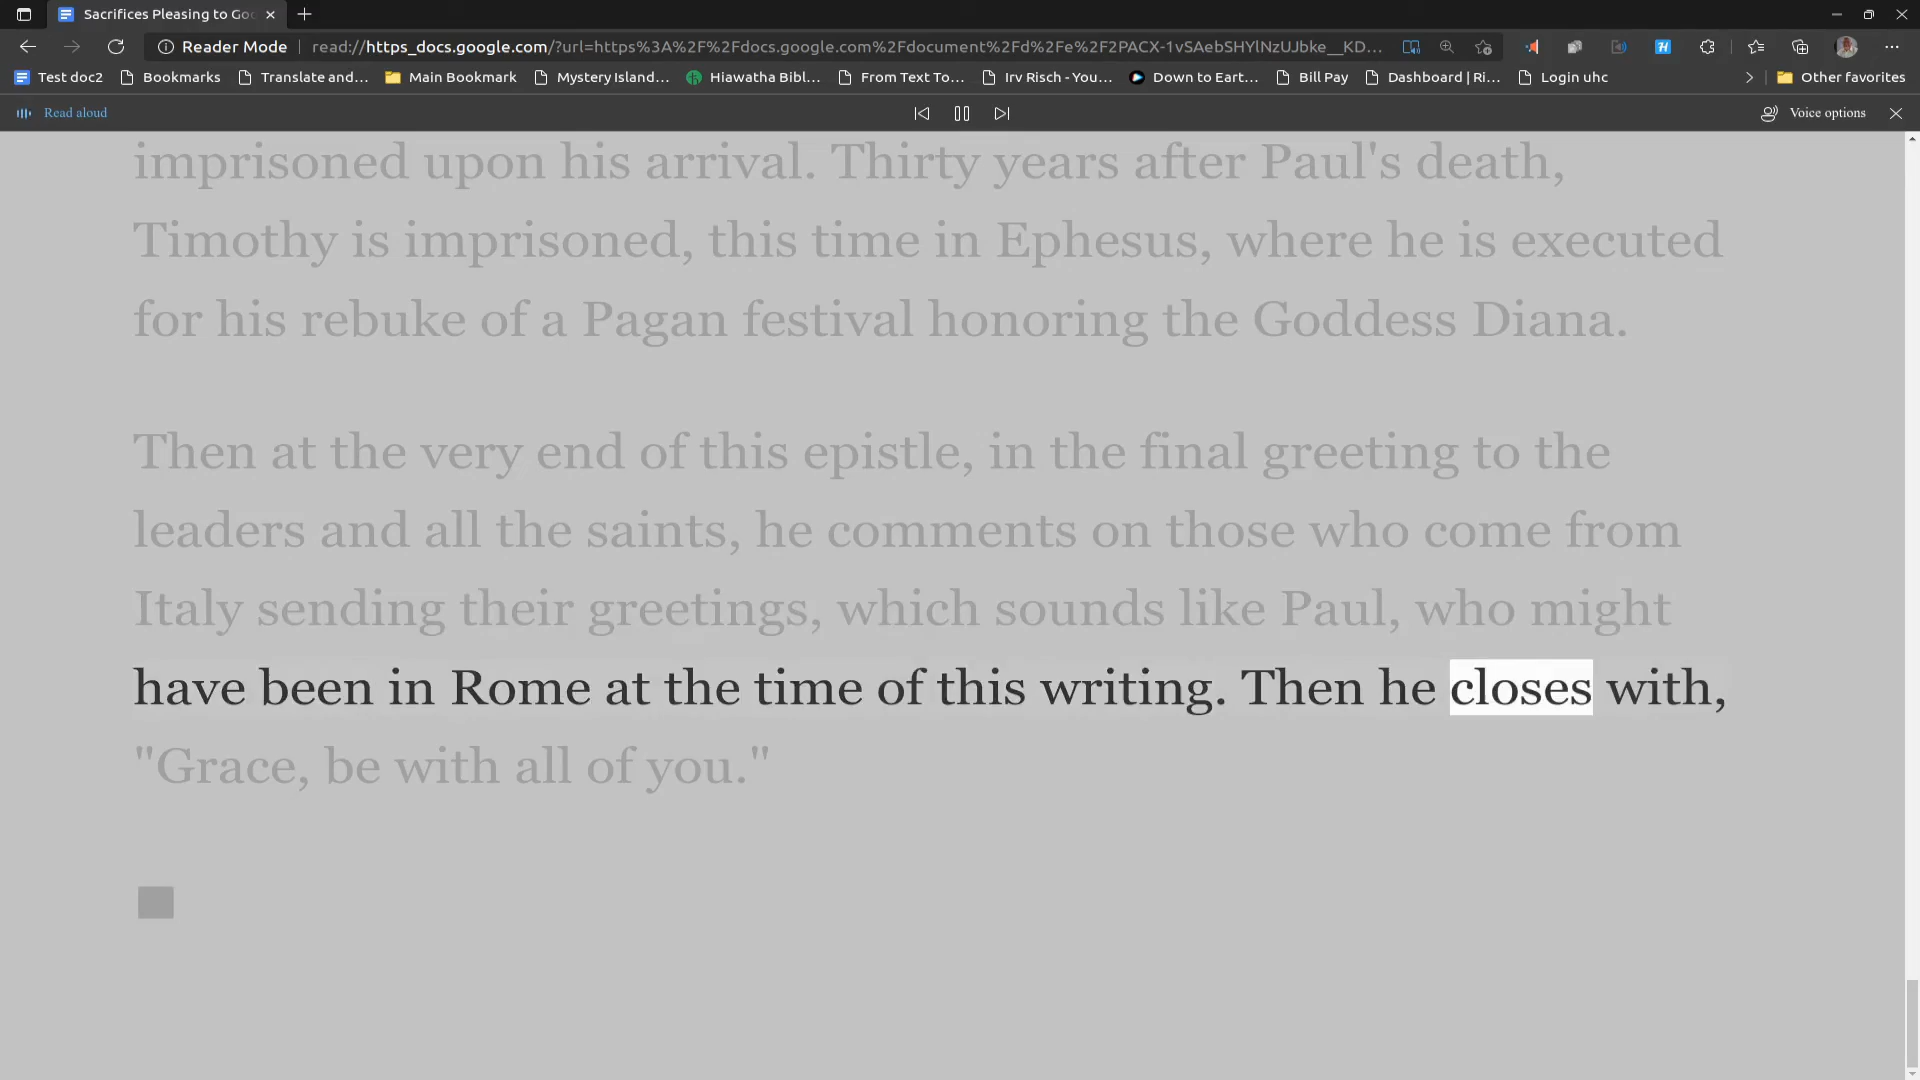 Sacrifices Pleasing to Go
Reader Mode
read://https_docs.google.com/?url=https%3A%2F%2Fdocs.google.com%2Fdocument%2Fd%2Fe%2F2PACX-1vSAebSHYlNzUJbke__KD...
Test doc2
Bookmarks
Translate and...
Main Bookmark
Mystery Island...
Hiawatha Bibl...
From Text To...
Irv Risch - You...
Down to Eart...
Bill Pay
Dashboard | Ri...
Login uhc
Other favorites
Read aloud
Voice options
imprisoned upon his arrival. Thirty years after Paul's death,
Timothy is imprisoned, this time in Ephesus, where he is executed
for his rebuke of a Pagan festival honoring the Goddess Diana.
Then at the very end of this epistle, in the final greeting to the
leaders and all the saints, he comments on those who come from
Italy sending their greetings, which sounds like Paul, who might
have been in Rome at the time of this writing. Then he closes with,
"Grace, be with all of you."